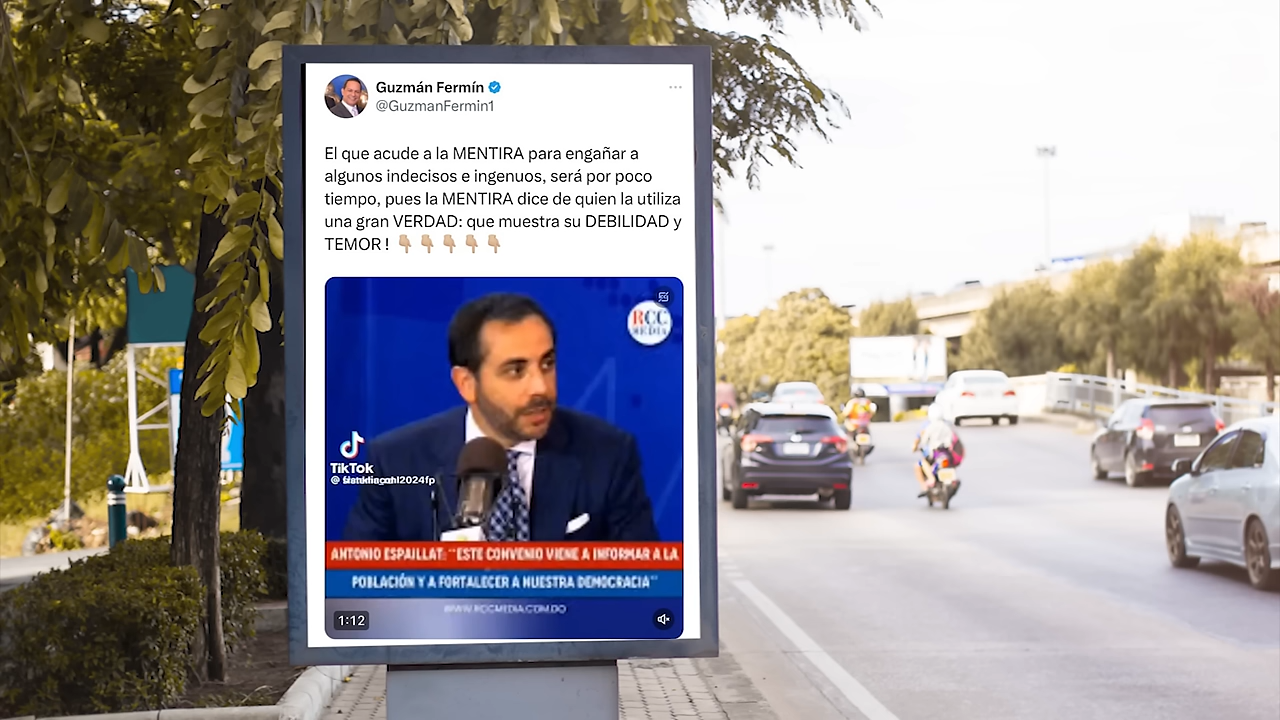 Guzmán Fermín
@GuzmanFermin1
El que acude a la MENTIRA para engañar a
algunos indecisos e ingenuos, será por poco
tiempo, pues la MENTIRA dice de quien la utiliza
una gran VERDAD: que muestra su DEBILIDAD y
TEMOR !
RCC
MEDIA
TikTok
ANTONIO ESPAILLAT: “ESTE CONVENIO VIENE A INFORMAR A LA
POBLACIÓN Y A FORTALECER A NUESTRA DEMOCRACIA”
WWW.RCCMEDIA.COM.DO
1:12